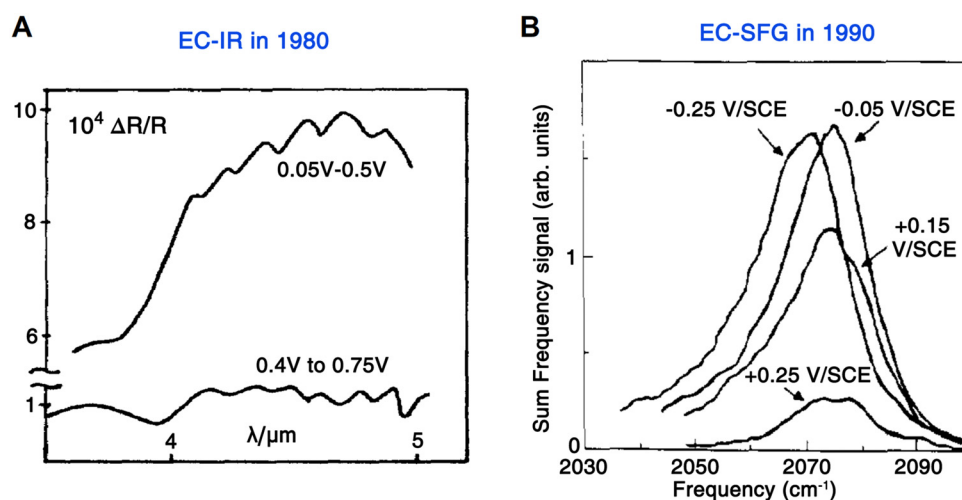 A
EC-IR in 1980
10⁴ ΔR/R
10
8
6
1
0.05V-0.5V
0.4V to 0.75V
4
5
λ/μm
B
EC-SFG in 1990
Sum Frequency signal (arb. units)
1
0
-0.25 V/SCE
-0.05 V/SCE
+0.15
V/SCE
+0.25 V/SCE
2030
2050
2070
2090
Frequency (cm⁻¹)